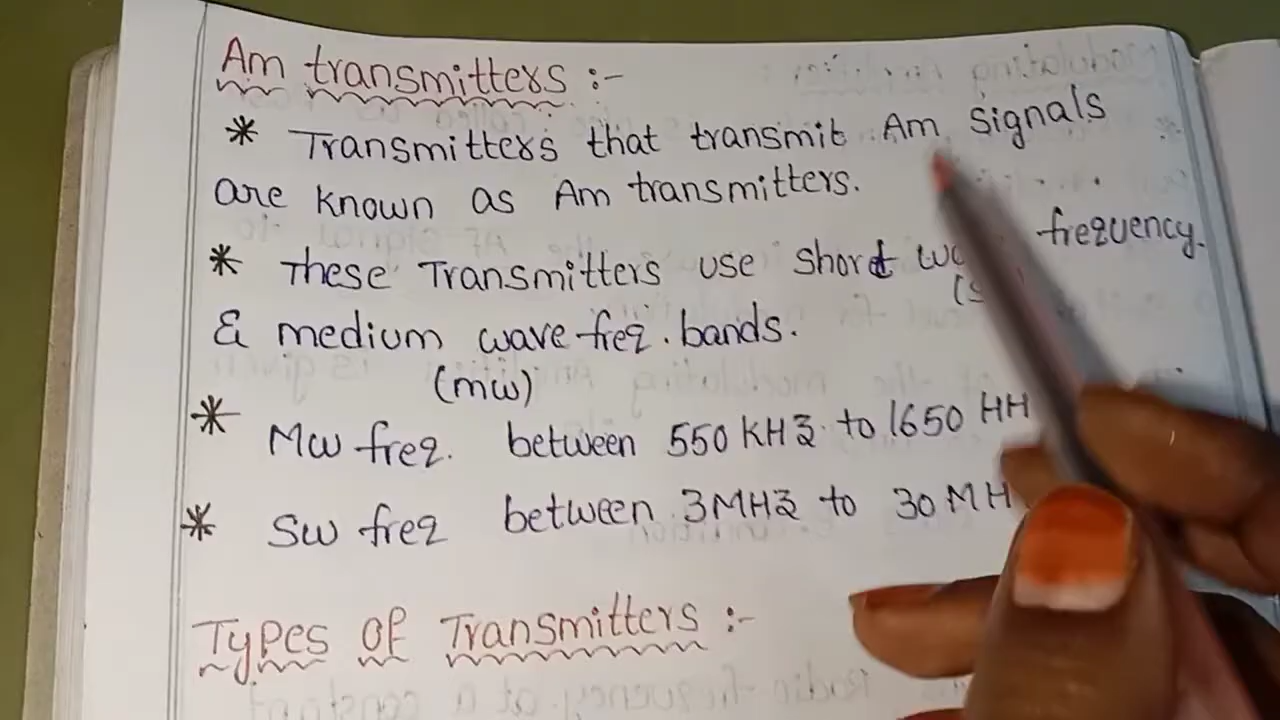 Am transmitters :-
* Transmitters that transmit Am signals
are known as Am transmitters.
* These Transmitters use short frequency.
& medium wave freq. bands.
(mw)
* Mw freq. between 550 KHz to 1650 HH
* Sw freq between 3MHz to 30 MH
Types of Transmitters :-